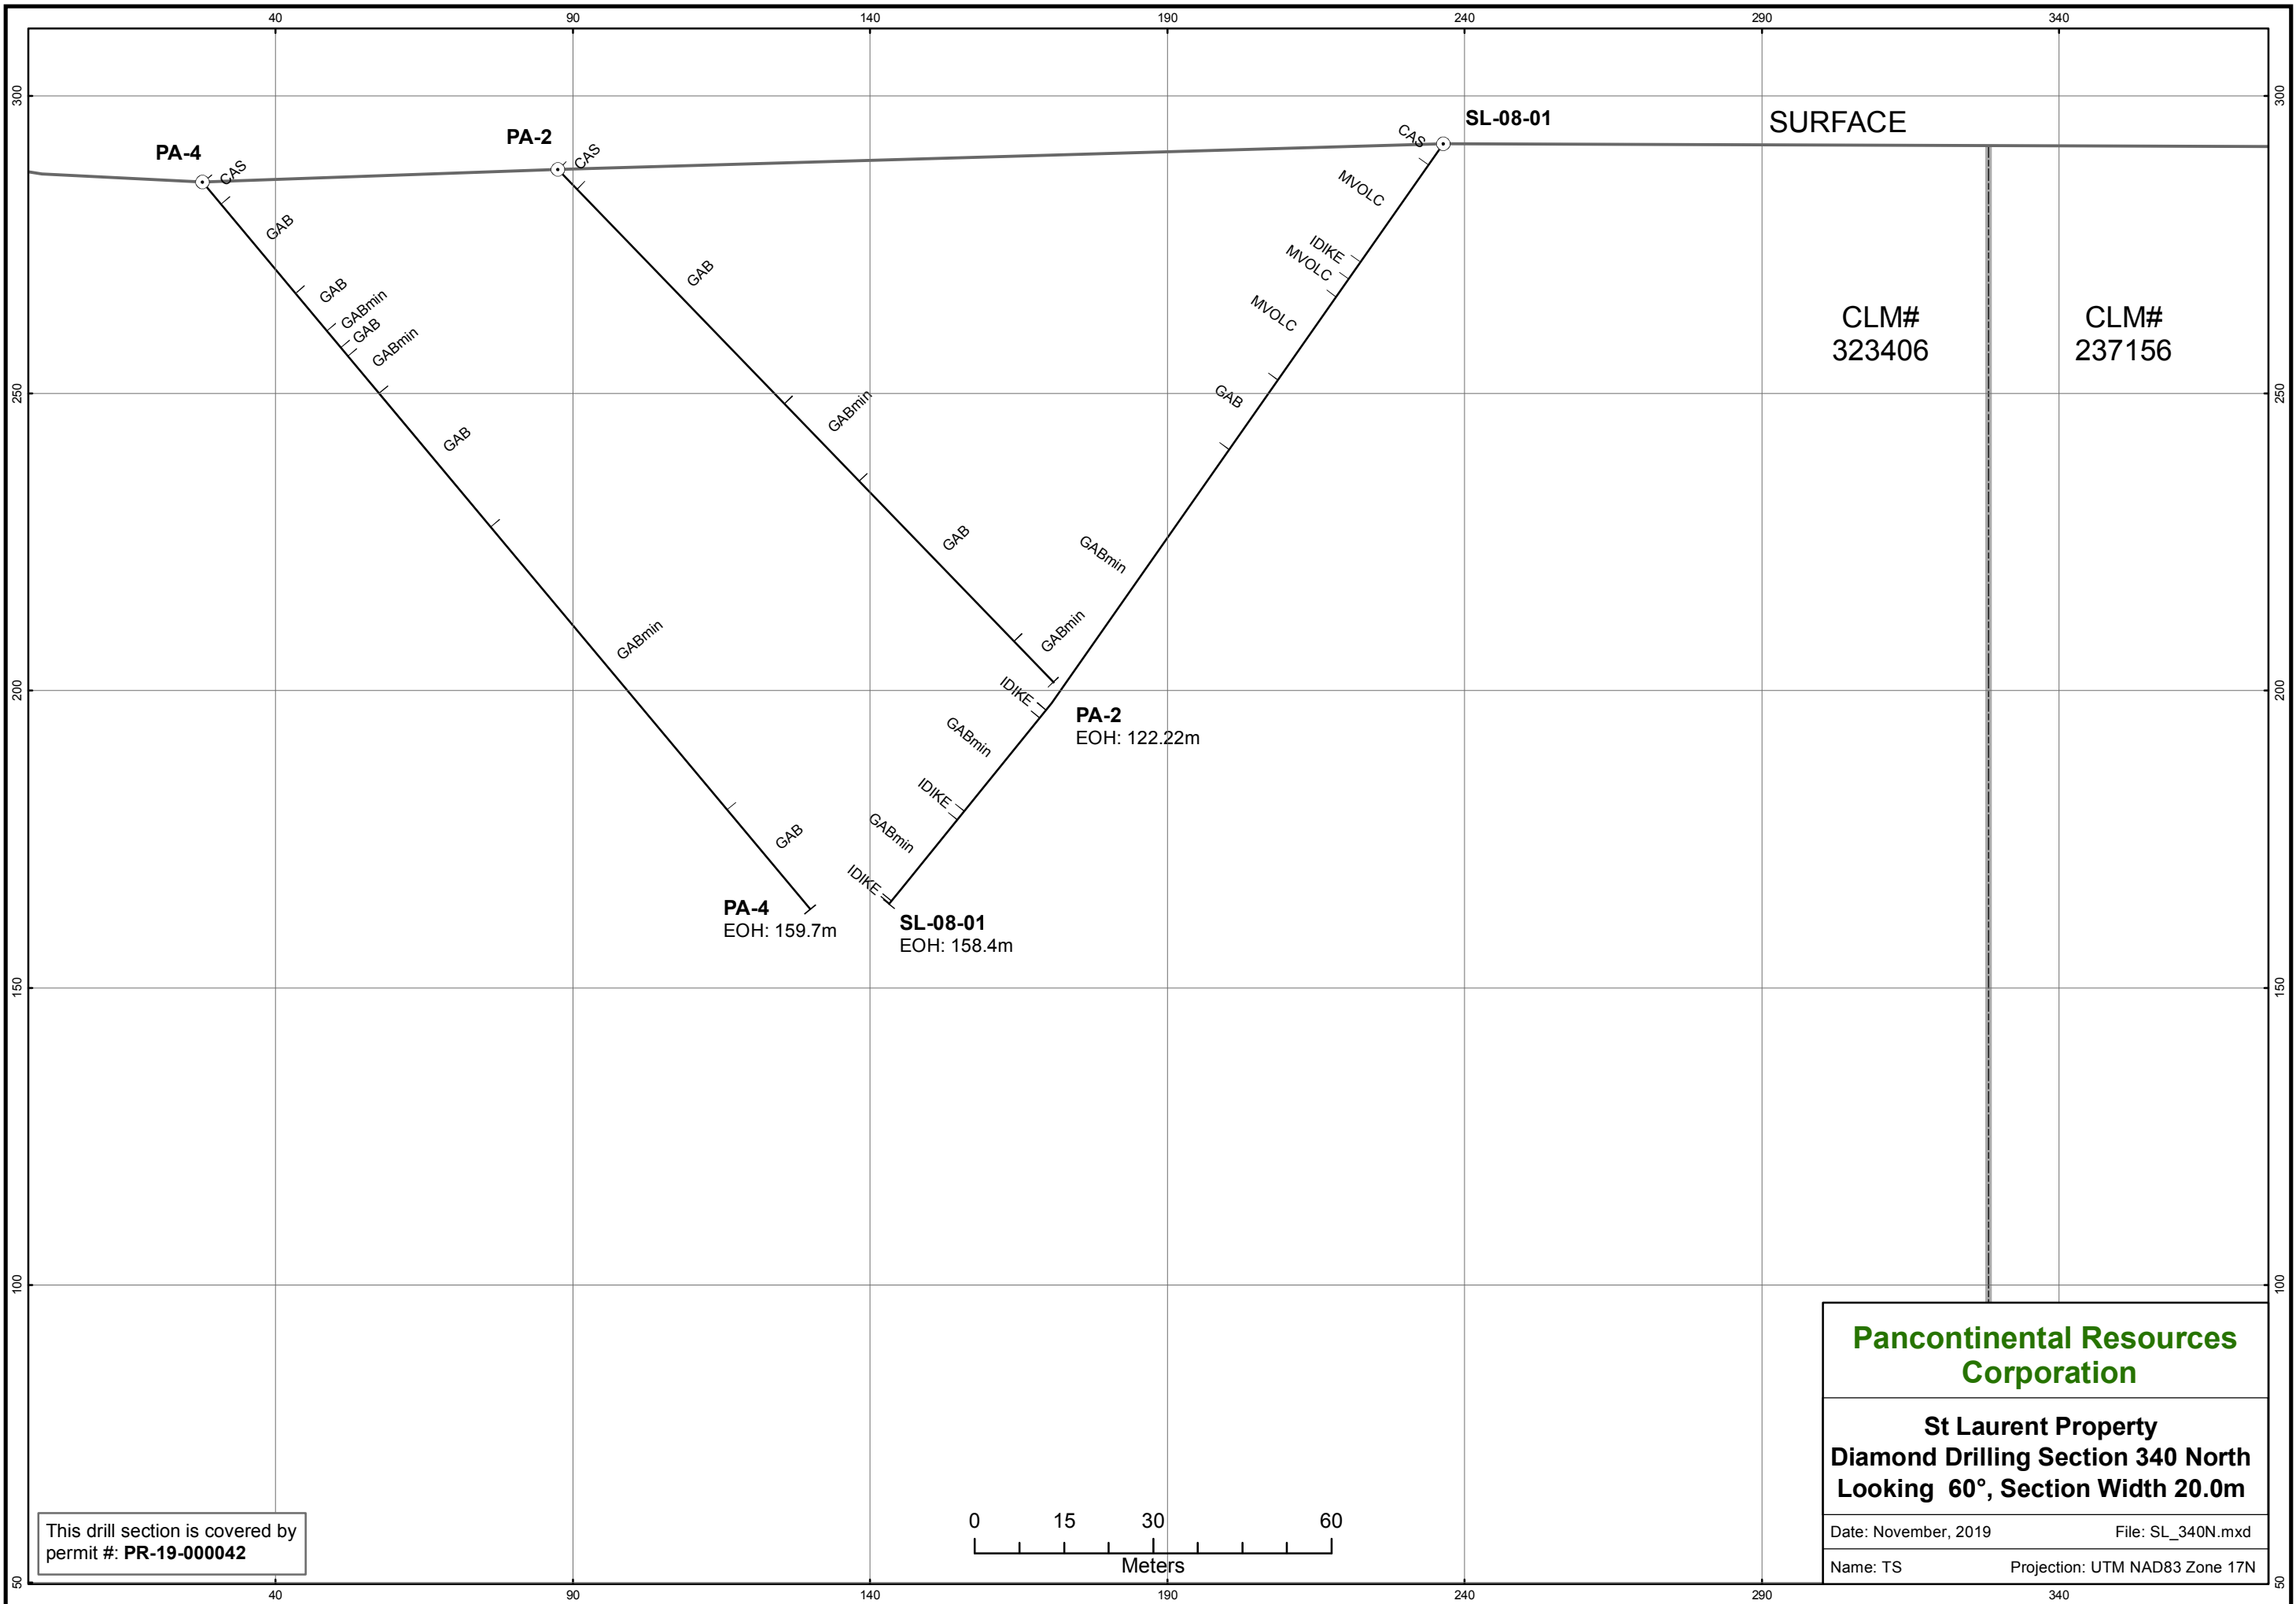 40 90 140 190 240 290 340
300 300
250 250
200 200
150 150
100 100
50 50
40 90 140 190 240 290 340
SURFACE
PA-4
CAS
GAB
GAB
GABmin
GAB
GABmin
GAB
GABmin
GAB
PA-4
EOH: 159.7m
PA-2
CAS
GAB
GABmin
GAB
GABmin
PA-2
EOH: 122.22m
SL-08-01
CAS
MVOLC
IDIKE
MVOLC
MVOLC
GAB
GABmin
IDIKE
GABmin
IDIKE
GABmin
IDIKE
SL-08-01
EOH: 158.4m
CLM#
323406
CLM#
237156
This drill section is covered by
permit #: PR-19-000042
0 15 30 60
Meters
Pancontinental Resources
Corporation
St Laurent Property
Diamond Drilling Section 340 North
Looking 60°, Section Width 20.0m
Date: November, 2019 File: SL_340N.mxd
Name: TS Projection: UTM NAD83 Zone 17N